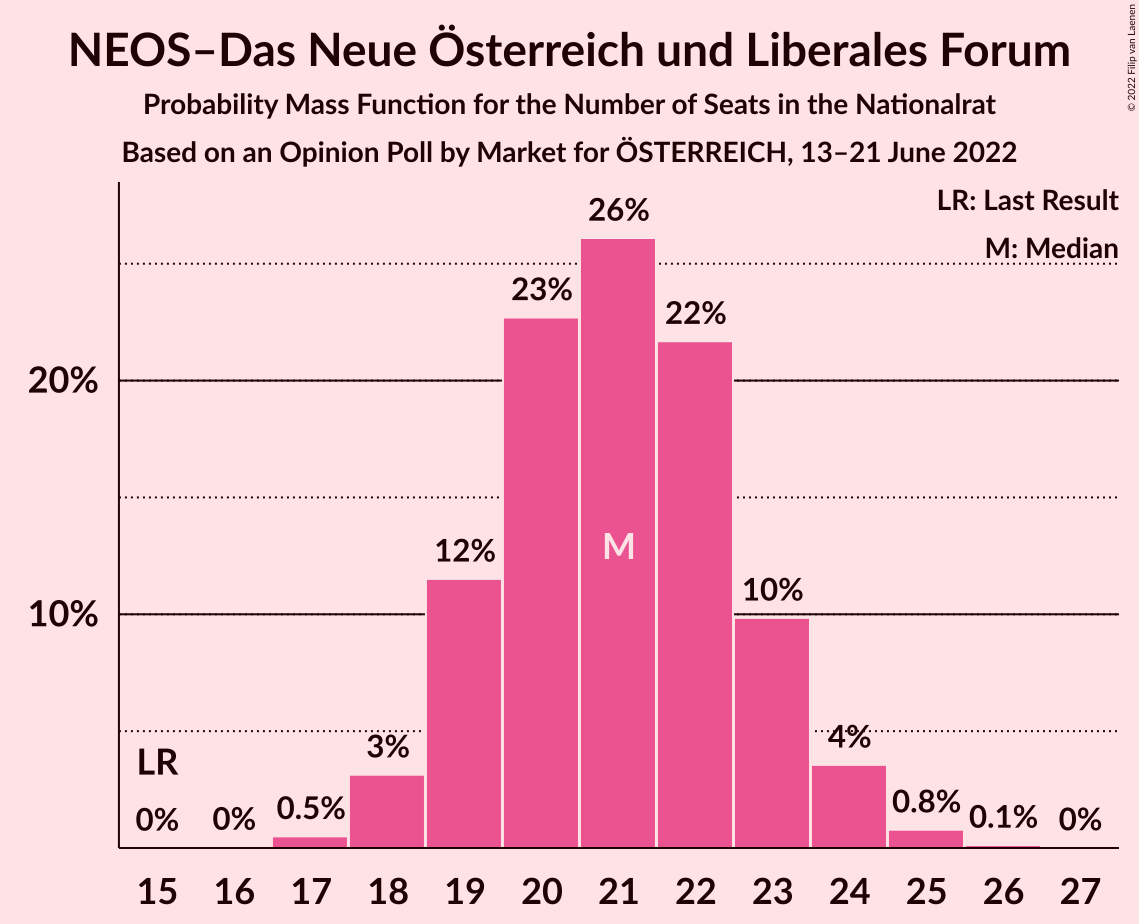 NEOS–Das Neue Österreich und Liberales Forum
Probability Mass Function for the Number of Seats in the Nationalrat
Based on an Opinion Poll by Market for ÖSTERREICH, 13–21 June 2022
© 2022 Filip van Laenen
LR: Last Result
M: Median
26%
23%
22%
20%
12%
M
10%
10%
4%
3%
LR
0%
0%
0.5%
0.8%
0.1%
0%
15 16 17 18 19 20 21 22 23 24 25 26 27